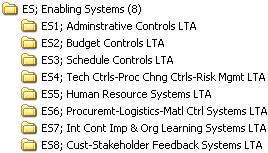 ES; Enabling Systems (8)
ES1; Adminstrative Controls LTA
ES2; Budget Controls LTA
ES3; Schedule Controls LTA
ES4; Tech Ctrls-Proc Chng Ctrls-Risk Mgmt LTA
ES5; Human Resource Systems LTA
ES6; Procuremt-Logistics-Matl Ctrl Systems LTA
ES7; Int Cont Imp & Org Learning Systems LTA
ES8; Cust-Stakeholder Feedback Systems LTA